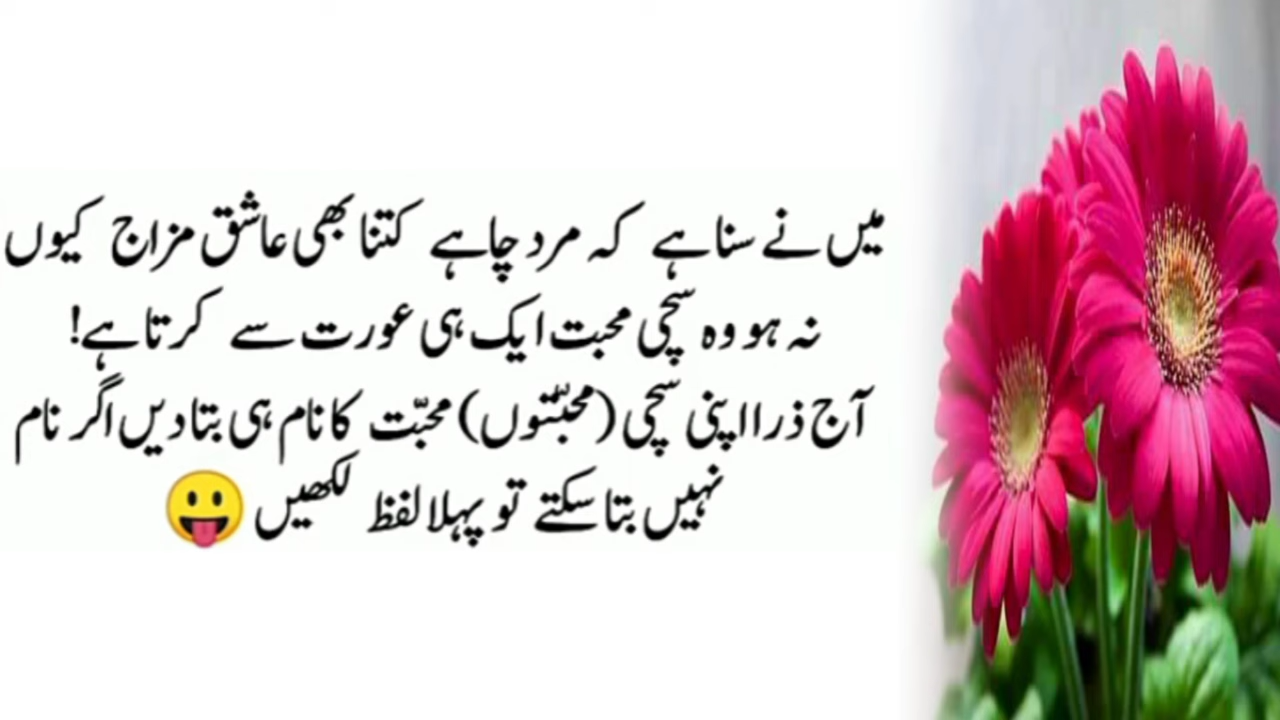 میں نے سنا ہے کہ مرد چاہے کتنا بھی عاشق مزاج کیوں
نہ ہو وہ سچی محبت ایک ہی عورت سے کرتا ہے!
آج ذرا اپنی سچی (محبّتوں) محبّت کا نام ہی بتا دیں اگر نام
نہیں بتا سکتے تو پہلا لفظ لکھیں 😛